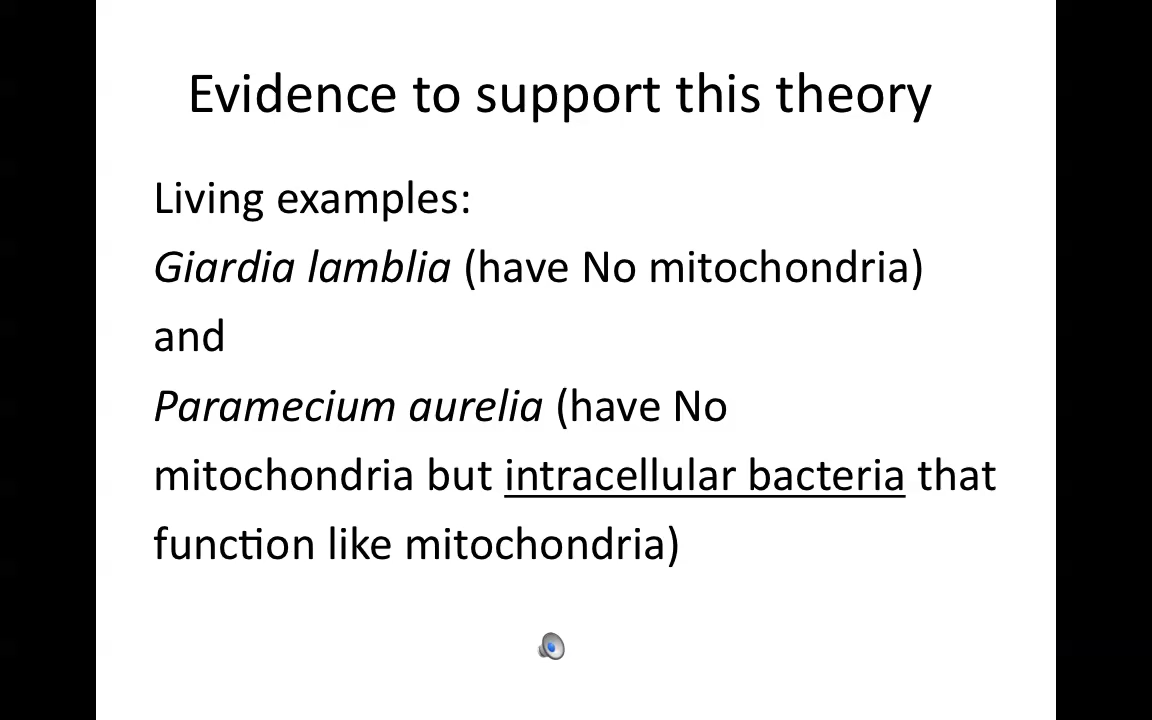 Evidence to support this theory
Living examples:
Giardia lamblia (have No mitochondria)
and
Paramecium aurelia (have No
mitochondria but intracellular bacteria that
function like mitochondria)